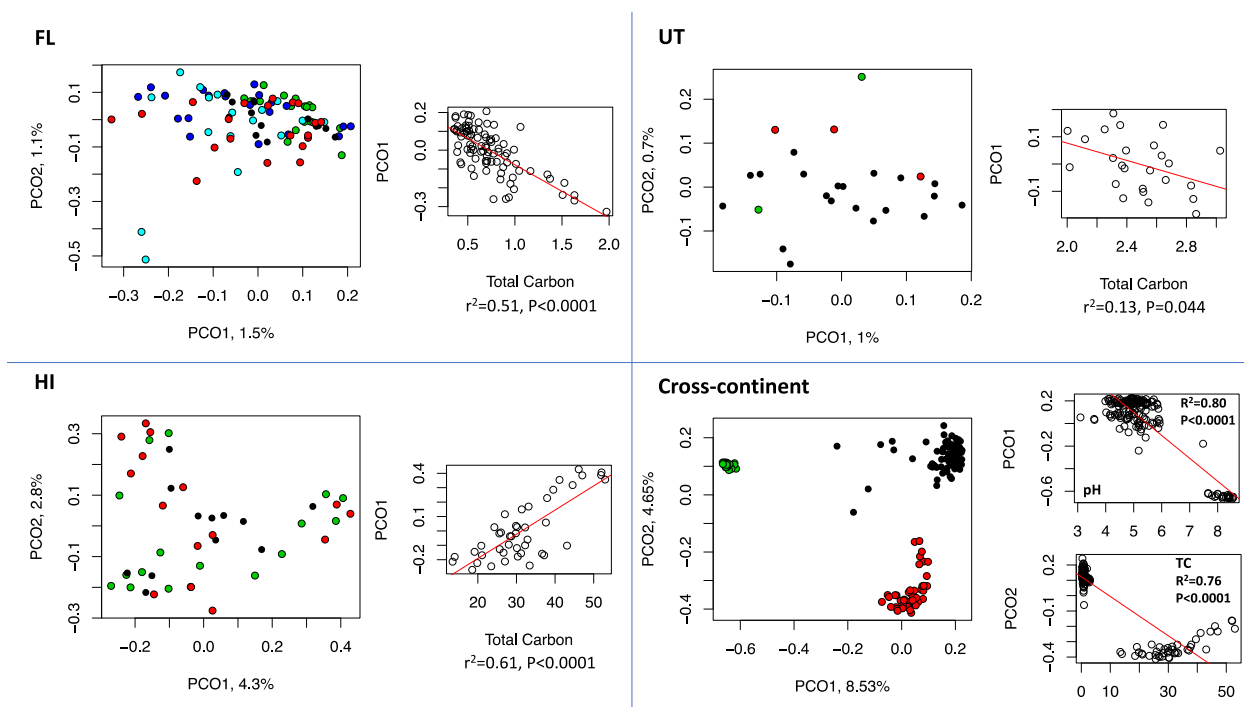 FL
PCO2, 1.1%
0.1
−0.1
−0.3
−0.5
−0.3 −0.2 −0.1 0.0 0.1 0.2
PCO1, 1.5%
PCO1
0.2
0.0
−0.3
0.5 1.0 1.5 2.0
Total Carbon
r²=0.51, P<0.0001
UT
PCO2, 0.7%
0.2
0.1
0.0
−0.1
−0.1 0.0 0.1 0.2
PCO1, 1%
PCO1
0.1
−0.1
2.0 2.4 2.8
Total Carbon
r²=0.13, P=0.044
HI
PCO2, 2.8%
0.3
0.1
−0.1
−0.3
−0.2 0.0 0.2 0.4
PCO1, 4.3%
PCO1
0.4
0.1
−0.2
20 30 40 50
Total Carbon
r²=0.61, P<0.0001
Cross-continent
PCO2, 4.65%
0.2
0.0
−0.2
−0.4
−0.6 −0.4 −0.2 0.0 0.2
PCO1, 8.53%
PCO1
0.2
−0.2
−0.6
R²=0.80
P<0.0001
pH
3 4 5 6 7 8
PCO2
0.2
−0.1
−0.4
TC
R²=0.76
P<0.0001
0 10 30 50